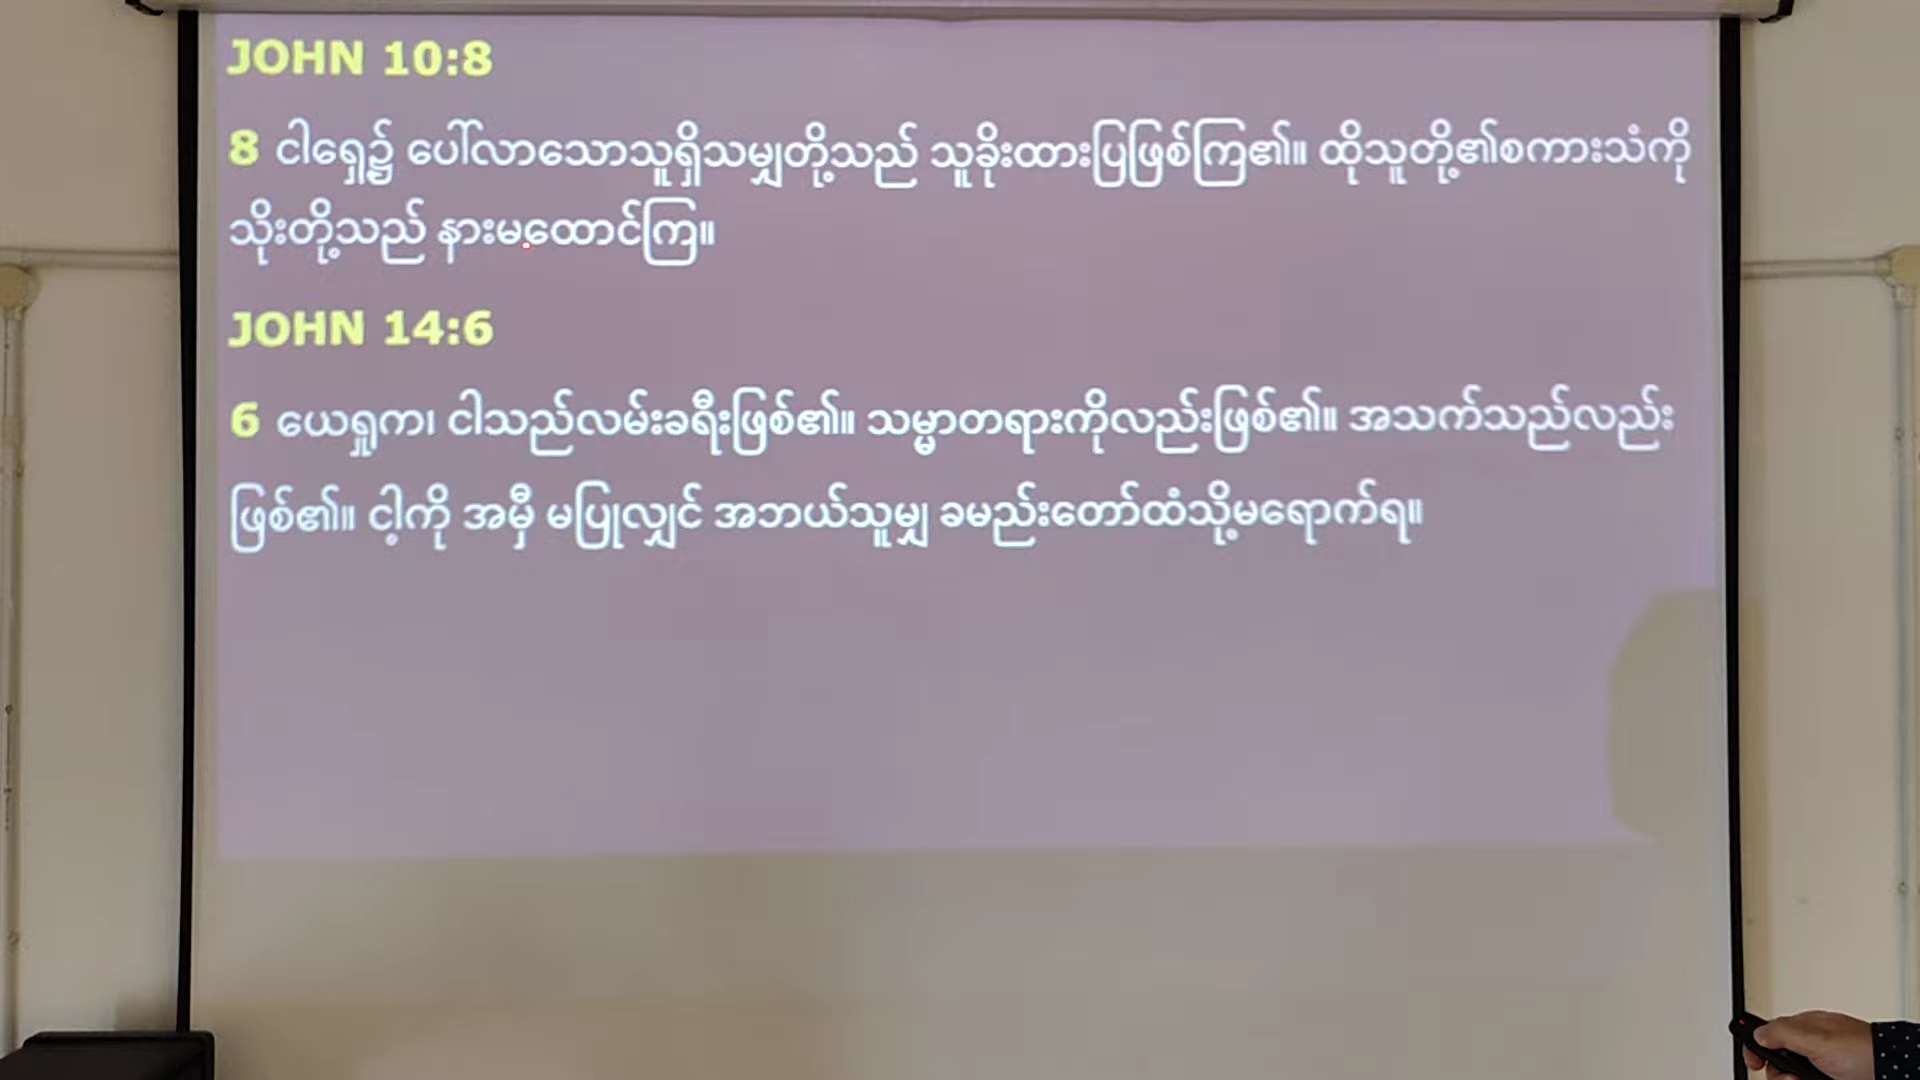 JOHN 10:8
8 ငါရှေ့၌ ပေါ်လာသောသူရှိသမျှတို့သည် သူခိုးထားပြဖြစ်ကြ၏။ ထိုသူတို့၏စကားသံကို
သိုးတို့သည် နားမထောင်ကြ။
JOHN 14:6
6 ယေရှုက၊ ငါသည်လမ်းခရီးဖြစ်၏။ သမ္မာတရားကိုလည်းဖြစ်၏။ အသက်သည်လည်း
ဖြစ်၏။ ငါ့ကို အမှီ မပြုလျှင် အဘယ်သူမျှ ခမည်းတော်ထံသို့မရောက်ရ။